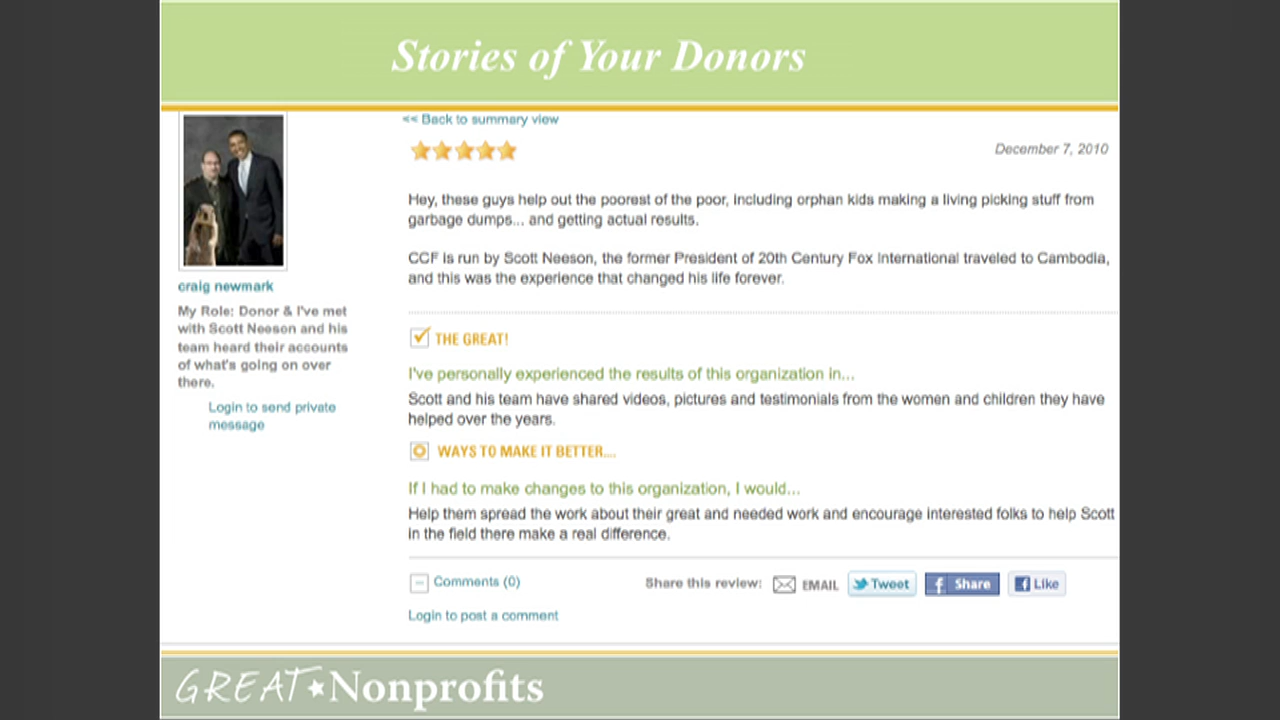 Stories of Your Donors
<< Back to summary view
December 7, 2010
Hey, these guys help out the poorest of the poor, including orphan kids making a living picking stuff from
garbage dumps... and getting actual results.
CCF is run by Scott Neeson, the former President of 20th Century Fox International traveled to Cambodia,
and this was the experience that changed his life forever.
craig newmark
My Role: Donor & I've met
with Scott Neeson and his
team heard their accounts
of what's going on over
there.
Login to send private
message
THE GREAT!
I've personally experienced the results of this organization in...
Scott and his team have shared videos, pictures and testimonials from the women and children they have
helped over the years.
WAYS TO MAKE IT BETTER....
If I had to make changes to this organization, I would...
Help them spread the work about their great and needed work and encourage interested folks to help Scott
in the field there make a real difference.
Comments (0)
Share this review: EMAIL Tweet Share Like
Login to post a comment
GREAT Nonprofits